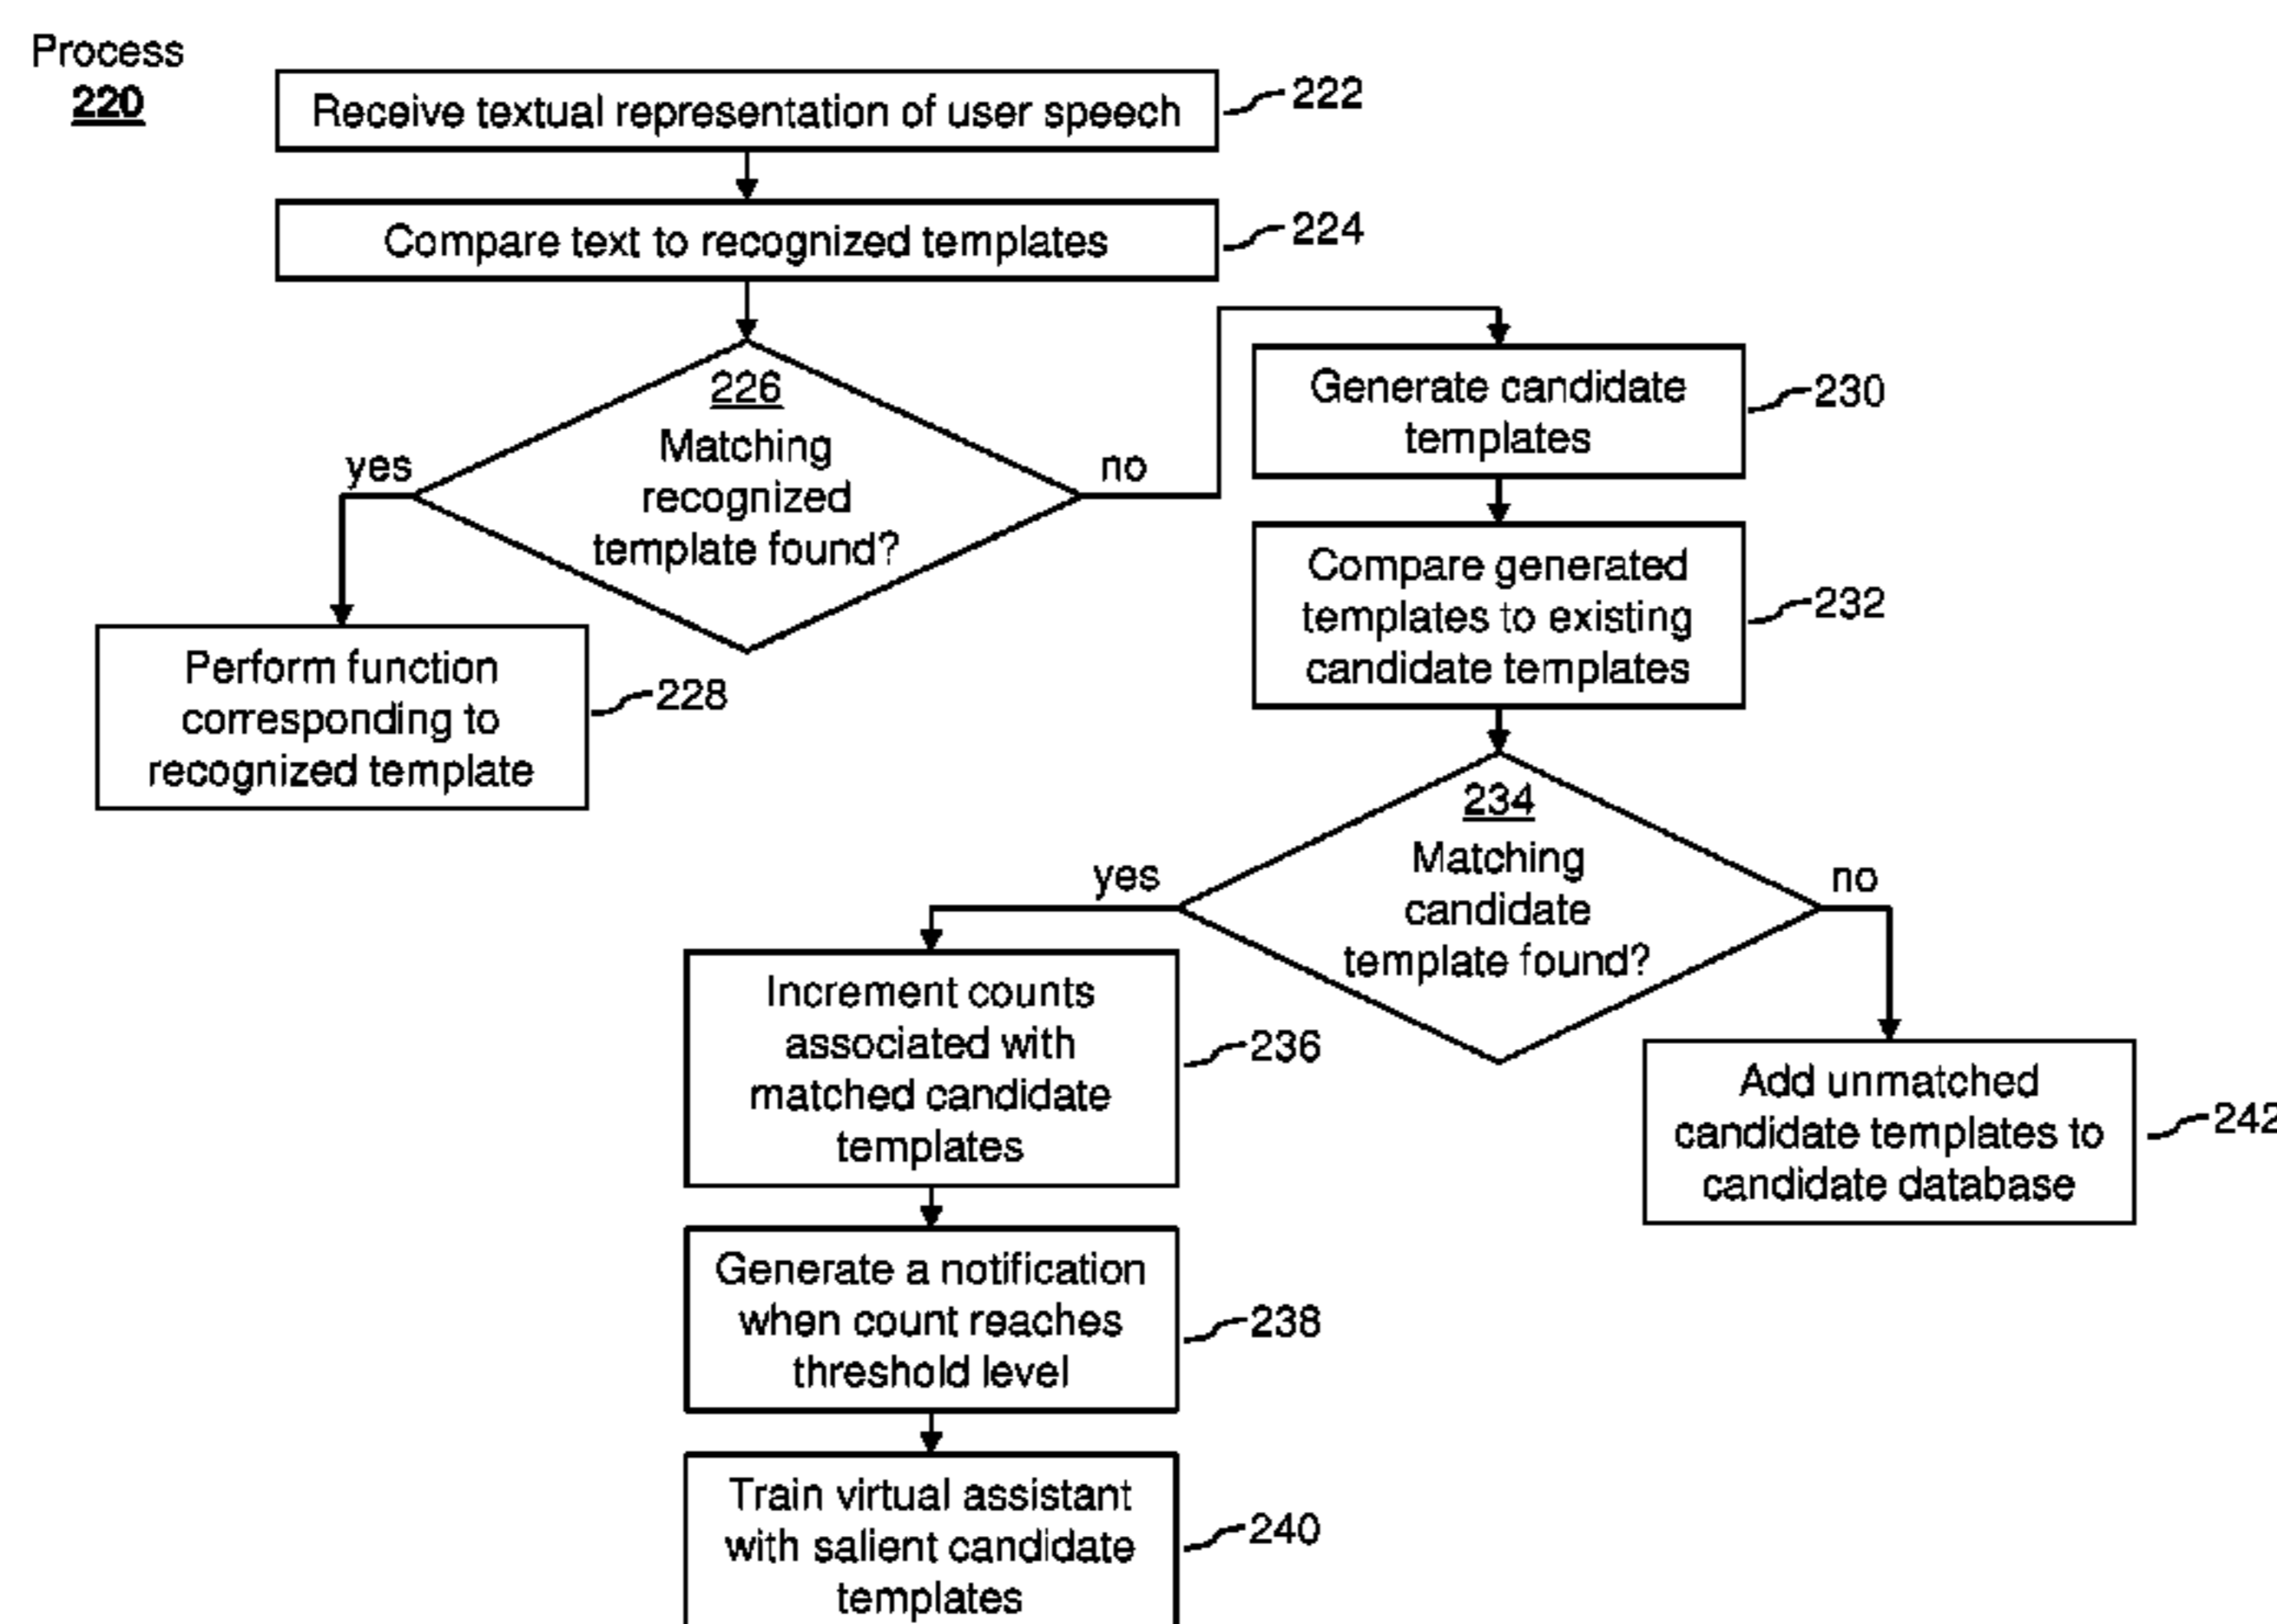 Process
220
Receive textual representation of user speech
222
Compare text to recognized templates
224
226
Matching
recognized
template found?
yes
no
Perform function
corresponding to
recognized template
228
Generate candidate
templates
230
Compare generated
templates to existing
candidate templates
232
234
Matching
candidate
template found?
yes
no
Increment counts
associated with
matched candidate
templates
236
Generate a notification
when count reaches
threshold level
238
Train virtual assistant
with salient candidate
templates
240
Add unmatched
candidate templates to
candidate database
242